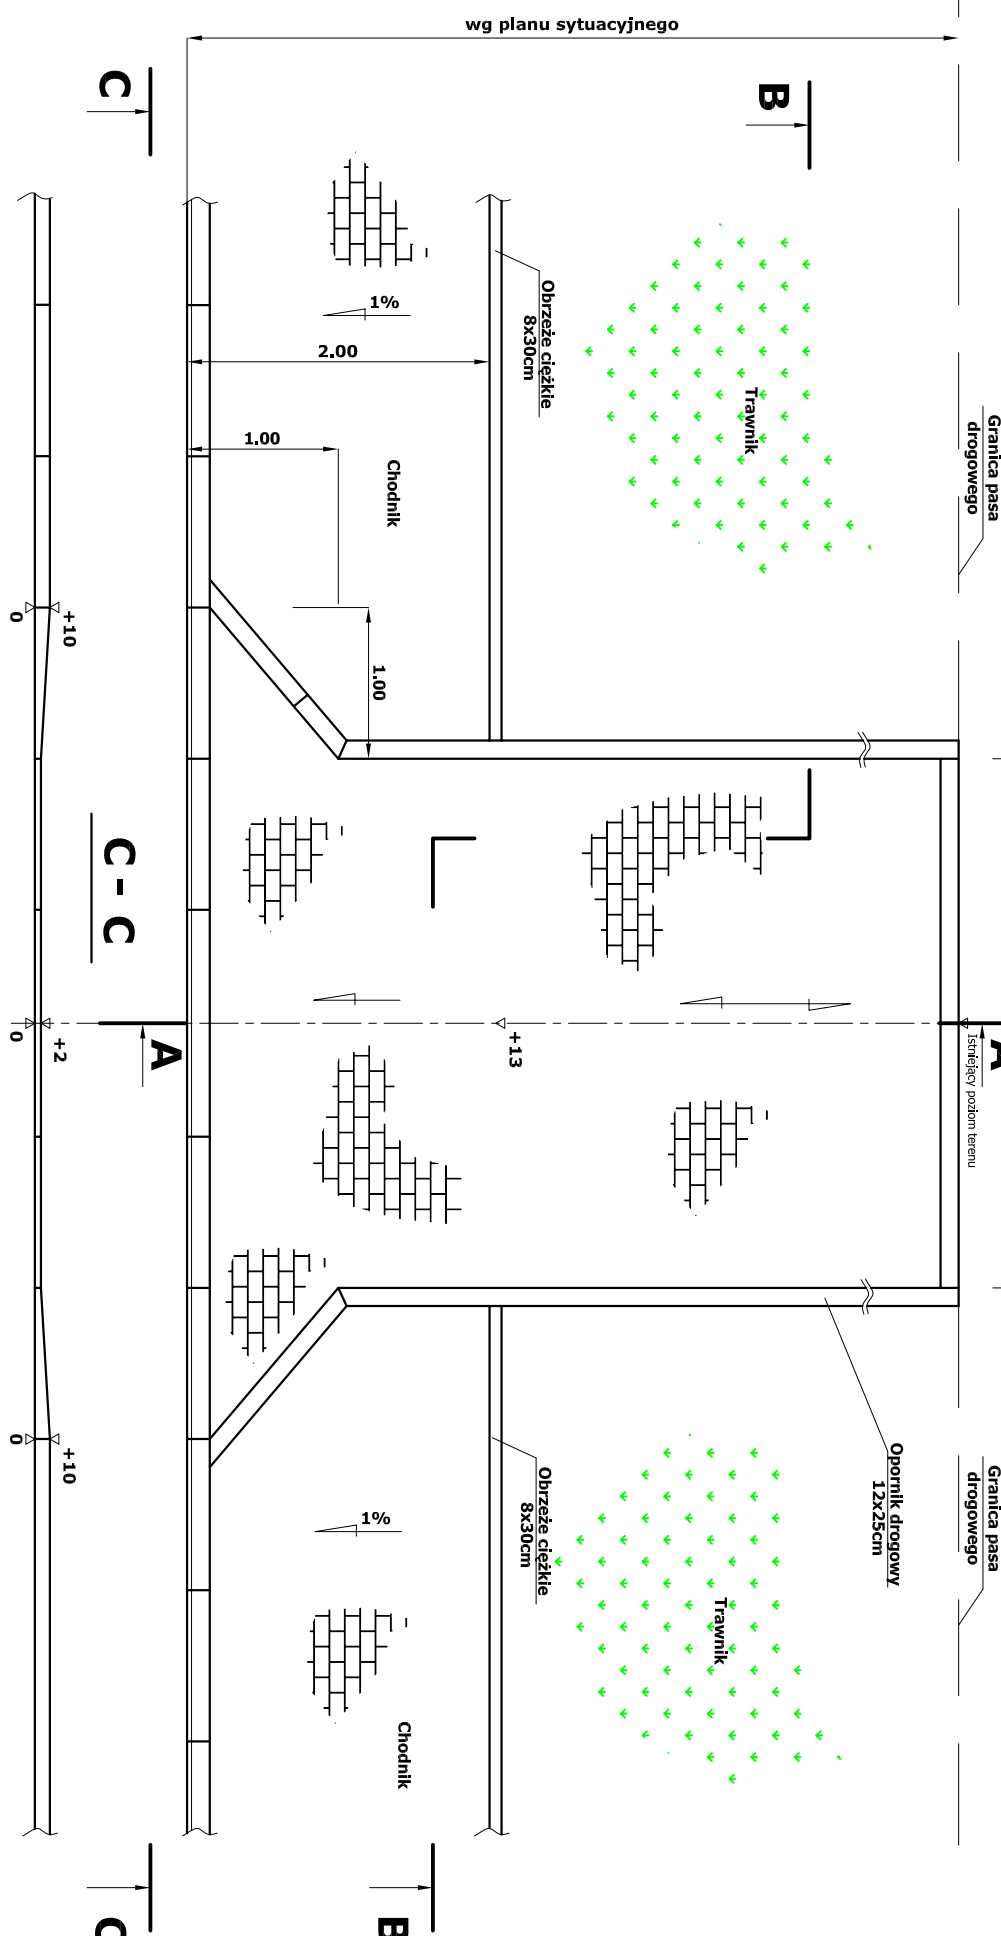 wg planu sytuacyjnego
C
B
1%
2.00
1.00
Chodnik
Obrzeże ciężkie
8x30cm
Trawnik
Granica pasa
drogowego
1.00
0
+10
C - C
0
+2
A
+13
A
Istniejący poziom terenu
0
+10
1%
Chodnik
Obrzeże ciężkie
8x30cm
Trawnik
Opornik drogowy
12x25cm
Granica pasa
drogowego
C
B